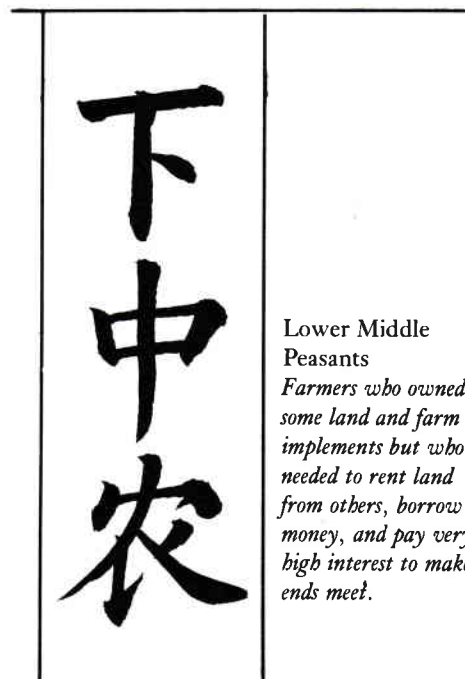 下中农
Lower Middle
Peasants
Farmers who owned
some land and farm
implements but who
needed to rent land
from others, borrow
money, and pay very
high interest to make
ends meet.